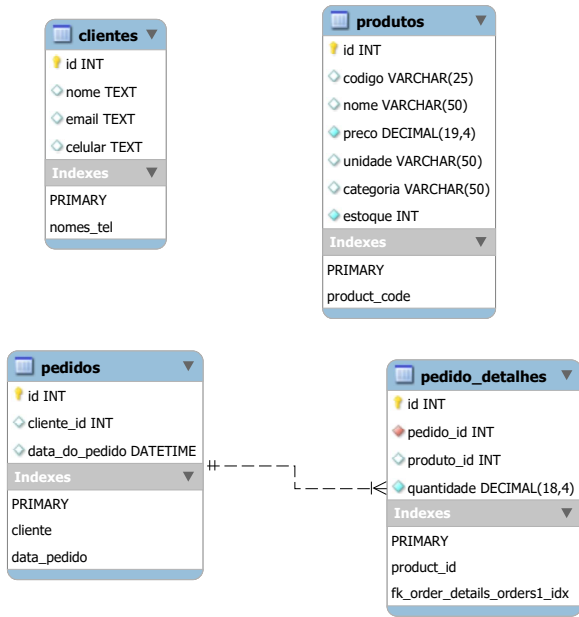 clientes
id INT
nome TEXT
email TEXT
celular TEXT
Indexes
PRIMARY
nomes_tel
produtos
id INT
codigo VARCHAR(25)
nome VARCHAR(50)
preco DECIMAL(19,4)
unidade VARCHAR(50)
categoria VARCHAR(50)
estoque INT
Indexes
PRIMARY
product_code
pedidos
id INT
cliente_id INT
data_do_pedido DATETIME
Indexes
PRIMARY
cliente
data_pedido
pedido_detalhes
id INT
pedido_id INT
produto_id INT
quantidade DECIMAL(18,4)
Indexes
PRIMARY
product_id
fk_order_details_orders1_idx